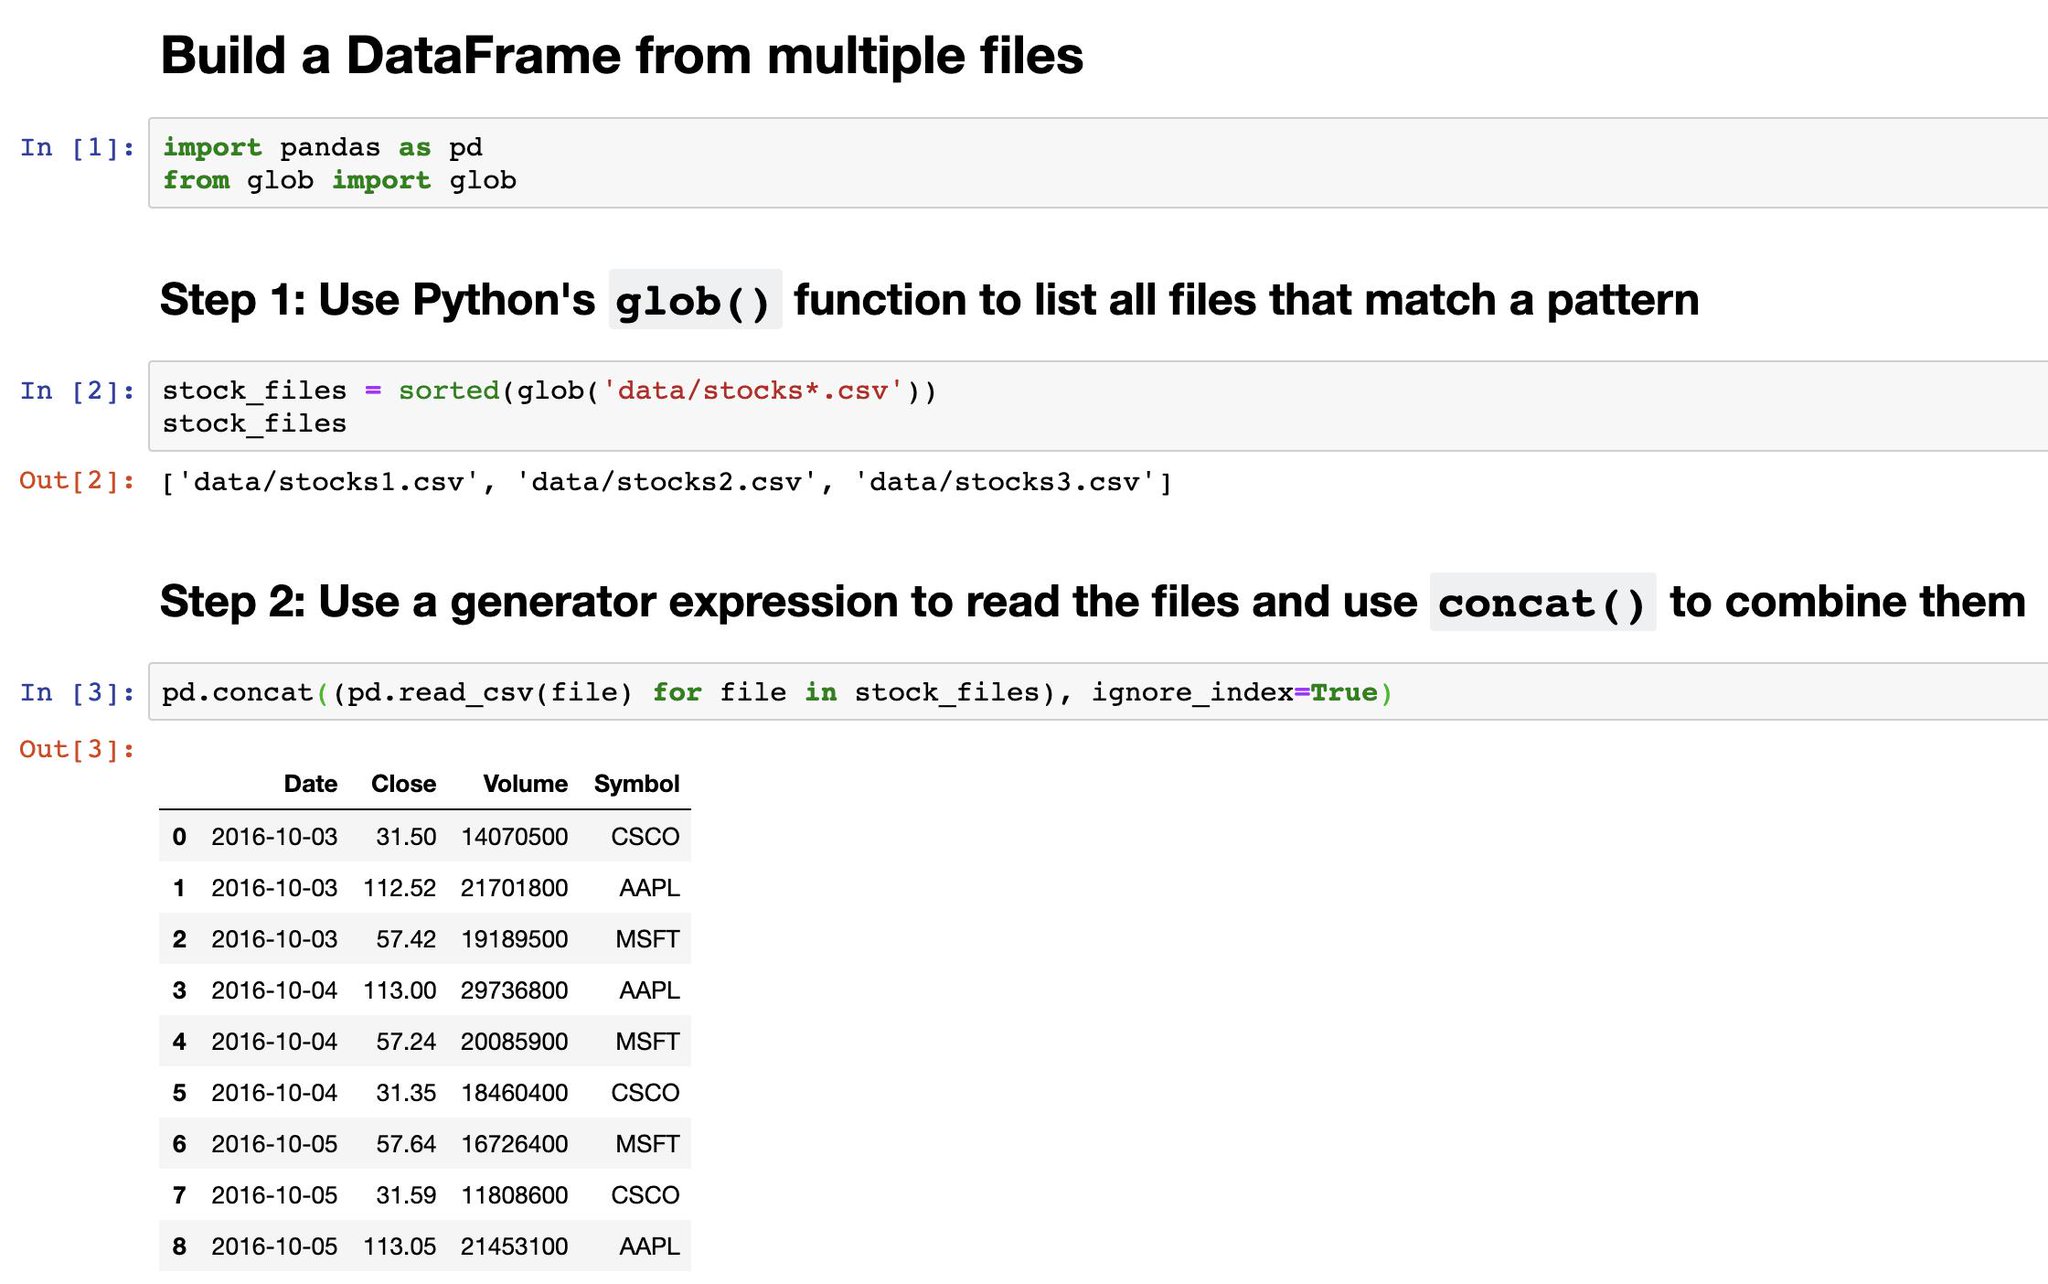 Build a DataFrame from multiple files
In [1]:
import pandas as pd
from glob import glob
Step 1: Use Python's glob() function to list all files that match a pattern
In [2]:
stock_files = sorted(glob('data/stocks*.csv'))
stock_files
Out[2]: ['data/stocks1.csv', 'data/stocks2.csv', 'data/stocks3.csv']
Step 2: Use a generator expression to read the files and use concat() to combine them
In [3]: pd.concat((pd.read_csv(file) for file in stock_files), ignore_index=True)
Out[3]:
Date Close Volume Symbol
0 2016-10-03 31.50 14070500 CSCO
1 2016-10-03 112.52 21701800 AAPL
2 2016-10-03 57.42 19189500 MSFT
3 2016-10-04 113.00 29736800 AAPL
4 2016-10-04 57.24 20085900 MSFT
5 2016-10-04 31.35 18460400 CSCO
6 2016-10-05 57.64 16726400 MSFT
7 2016-10-05 31.59 11808600 CSCO
8 2016-10-05 113.05 21453100 AAPL